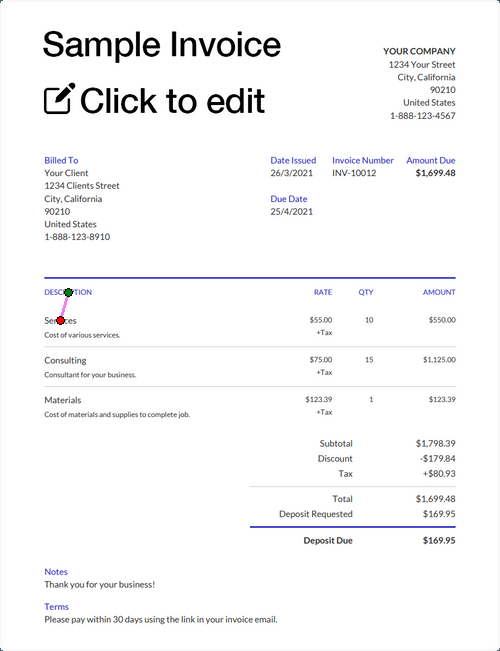 Sample Invoice
Click to edit
YOUR COMPANY
1234 Your Street
City, California
90210
United States
1-888-123-4567
Billed To
Your Client
1234 Clients Street
City, California
90210
United States
1-888-123-8910
Date Issued Invoice Number Amount Due
26/3/2021 INV-10012 $1,699.48
Due Date
25/4/2021
DESCRIPTION RATE QTY AMOUNT
Services $55.00 10 $550.00
Cost of various services. +Tax
Consulting $75.00 15 $1,125.00
Consultant for your business. +Tax
Materials $123.39 1 $123.39
Cost of materials and supplies to complete job. +Tax
Subtotal $1,798.39
Discount -$179.84
Tax +$80.93
Total $1,699.48
Deposit Requested $169.95
Deposit Due $169.95
Notes
Thank you for your business!
Terms
Please pay within 30 days using the link in your invoice email.